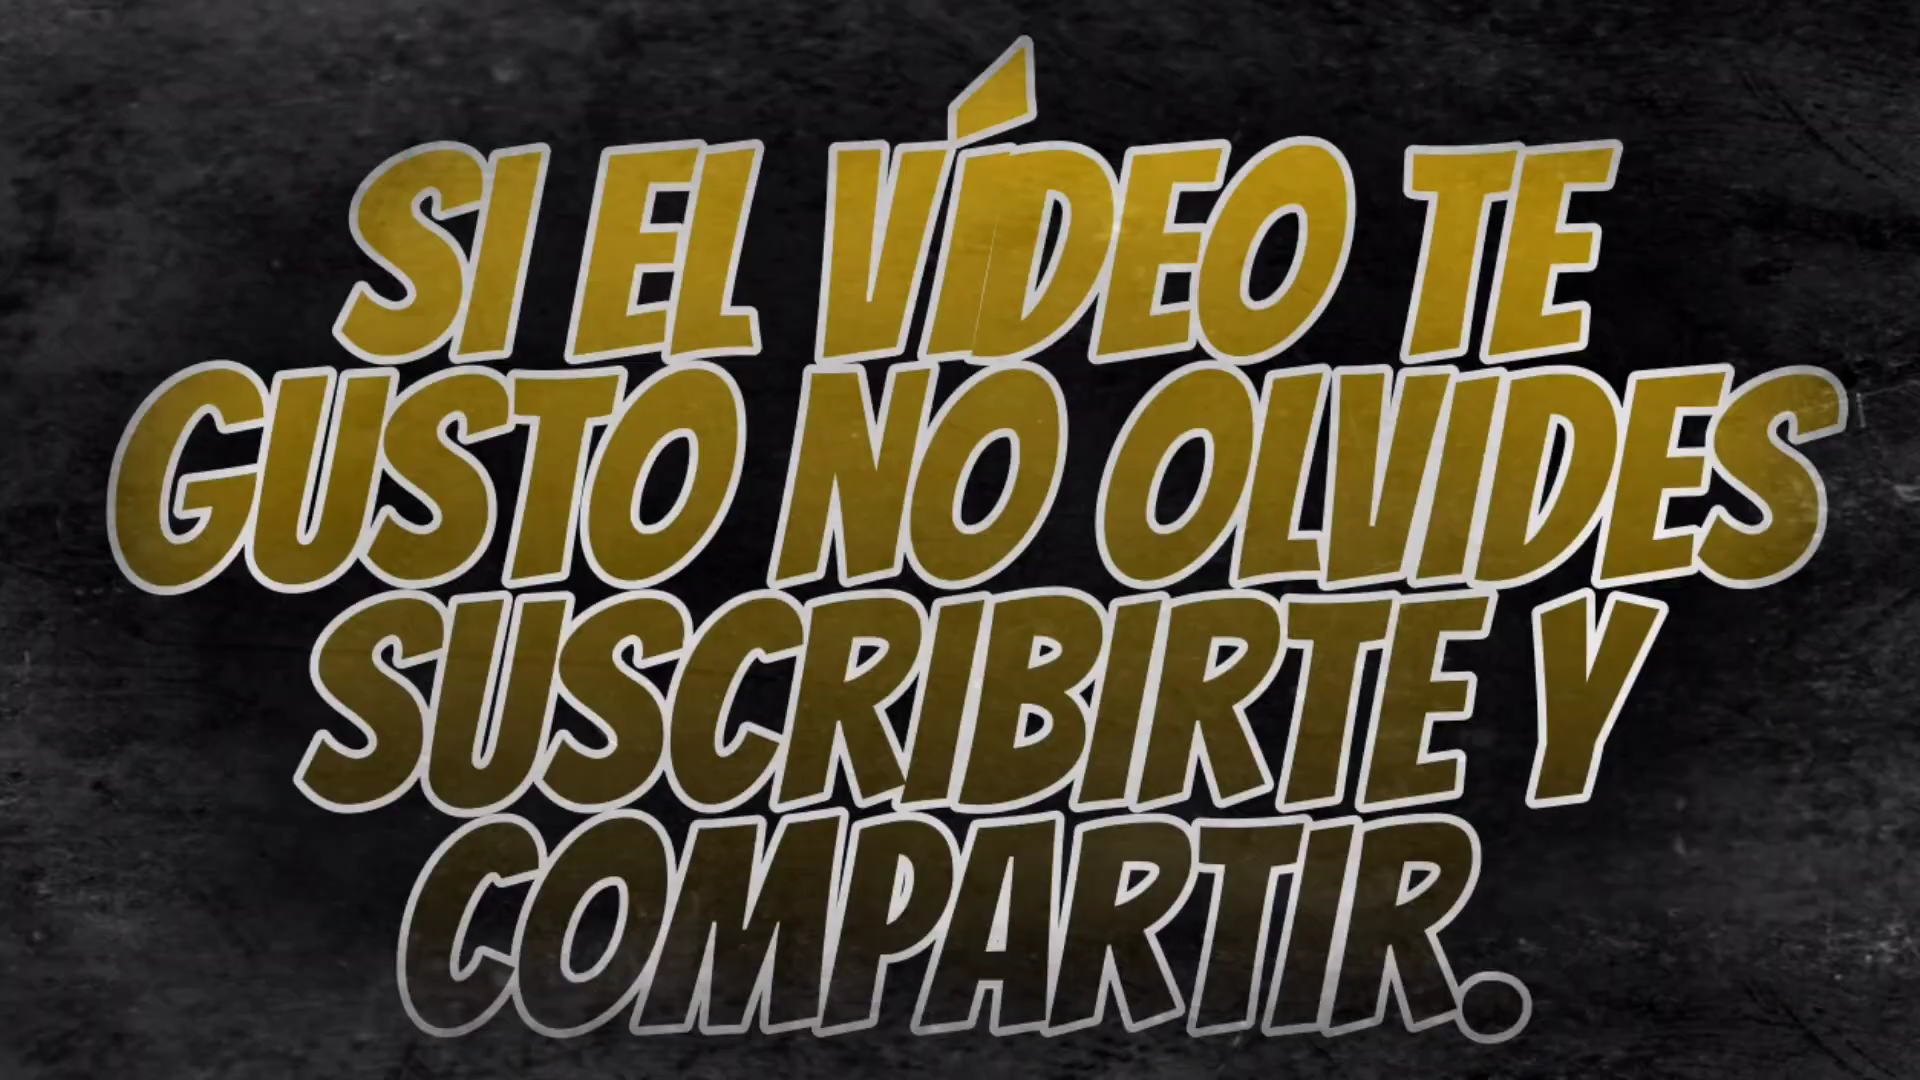 SI EL VÍDEO TE
GUSTO NO OLVIDES
SUSCRIBIRTE Y
COMPARTIR.